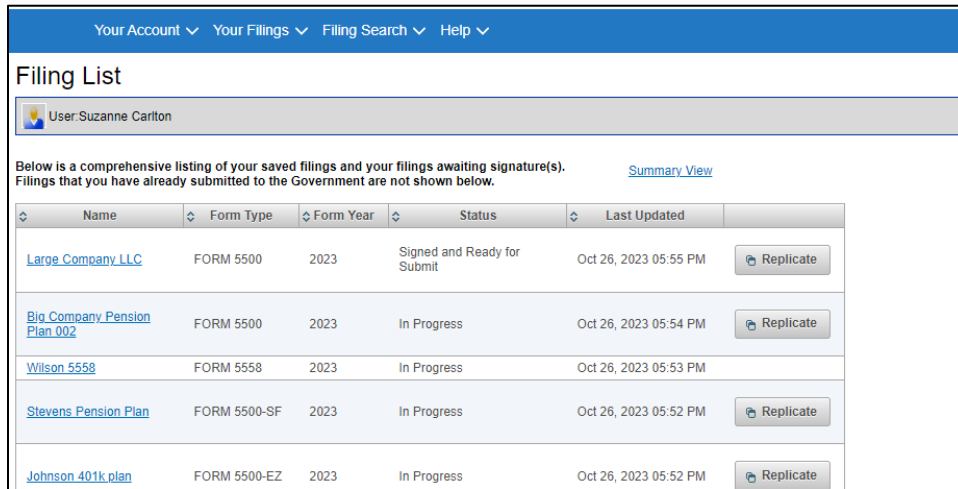 Your Account Your Filings Filing Search Help
Filing List
User:Suzanne Carlton
Below is a comprehensive listing of your saved filings and your filings awaiting signature(s).
Filings that you have already submitted to the Government are not shown below.
Summary View
Name Form Type Form Year Status Last Updated
Large Company LLC FORM 5500 2023 Signed and Ready for Submit Oct 26, 2023 05:55 PM Replicate
Big Company Pension Plan 002 FORM 5500 2023 In Progress Oct 26, 2023 05:54 PM Replicate
Wilson 5558 FORM 5558 2023 In Progress Oct 26, 2023 05:53 PM
Stevens Pension Plan FORM 5500-SF 2023 In Progress Oct 26, 2023 05:52 PM Replicate
Johnson 401k plan FORM 5500-EZ 2023 In Progress Oct 26, 2023 05:52 PM Replicate